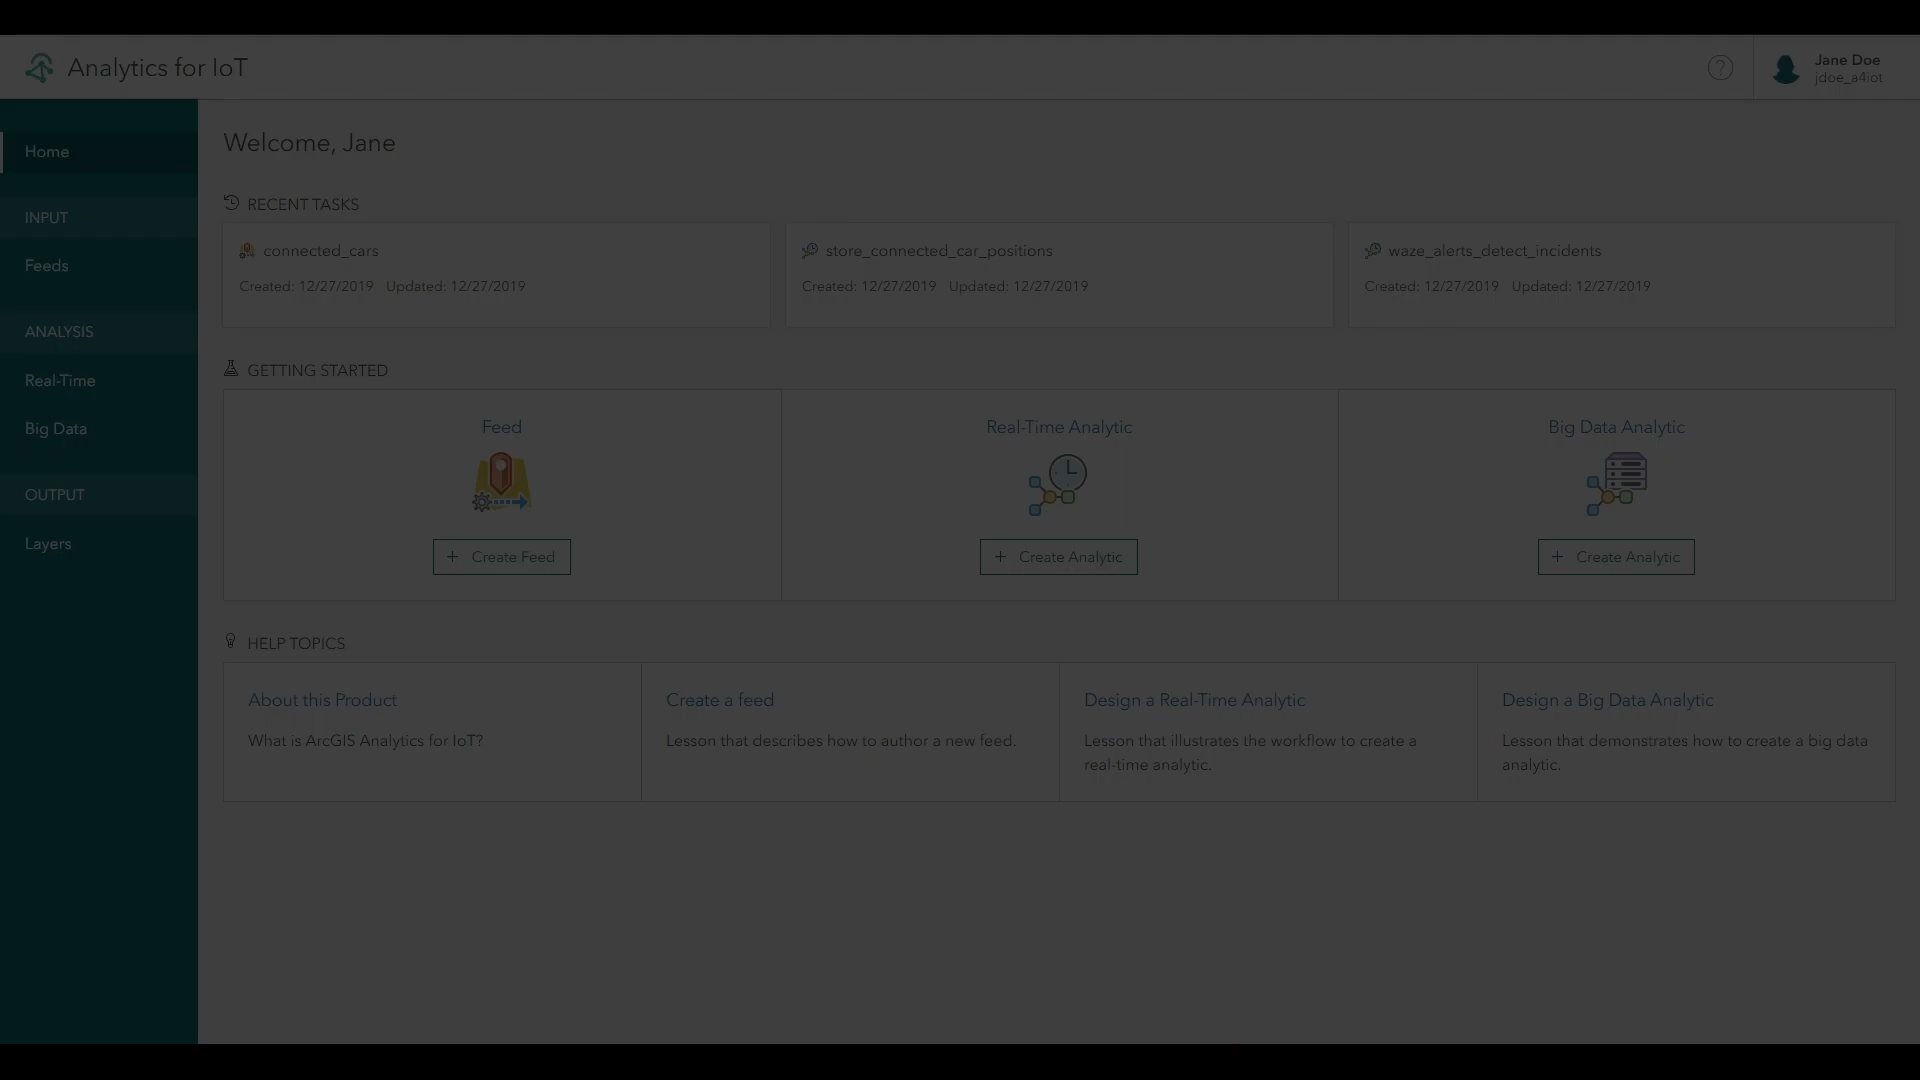 Analytics for IoT
?
Jane Doe
jdoe_a4iot
Home
INPUT
Feeds
ANALYSIS
Real-Time
Big Data
OUTPUT
Layers
Welcome, Jane
RECENT TASKS
connected_cars
Created: 12/27/2019 Updated: 12/27/2019
store_connected_car_positions
Created: 12/27/2019 Updated: 12/27/2019
waze_alerts_detect_incidents
Created: 12/27/2019 Updated: 12/27/2019
GETTING STARTED
Feed
+ Create Feed
Real-Time Analytic
+ Create Analytic
Big Data Analytic
+ Create Analytic
HELP TOPICS
About this Product
What is ArcGIS Analytics for IoT?
Create a feed
Lesson that describes how to author a new feed.
Design a Real-Time Analytic
Lesson that illustrates the workflow to create a
real-time analytic.
Design a Big Data Analytic
Lesson that demonstrates how to create a big data
analytic.